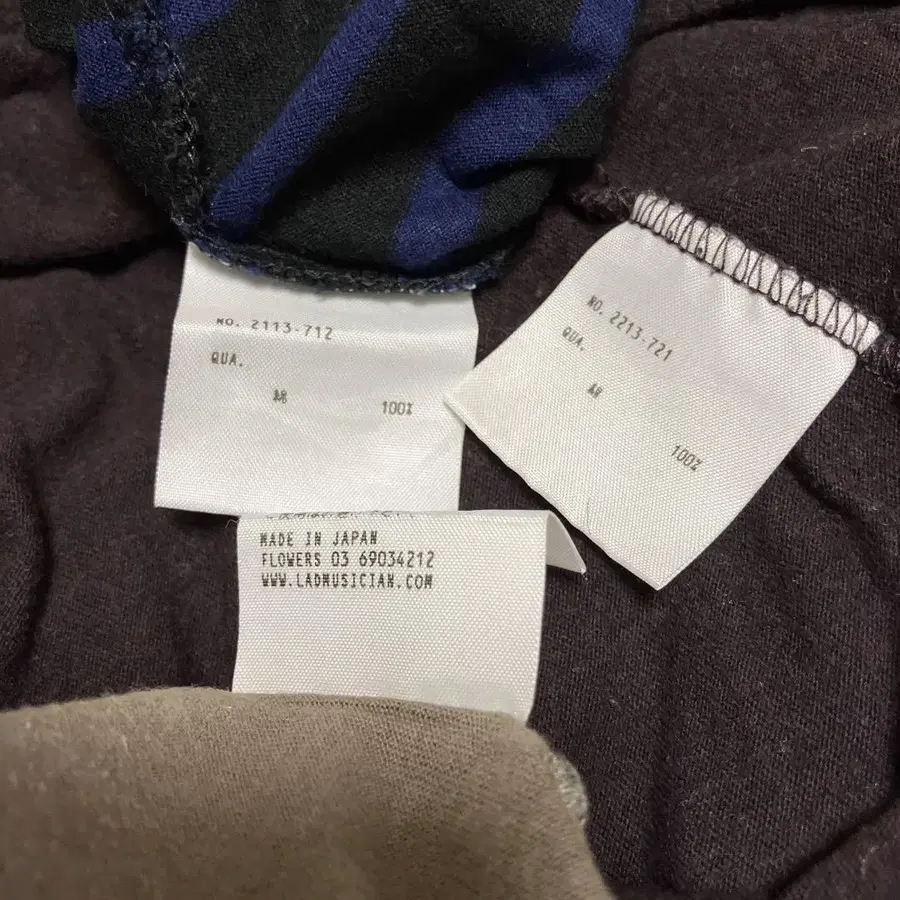 NO. 2113-712
QUA.
綿
100%
NO. 2213-721
QUA.
綿
100%
MADE IN JAPAN
FLOWERS 03 69034212
WWW.LADMUSICIAN.COM